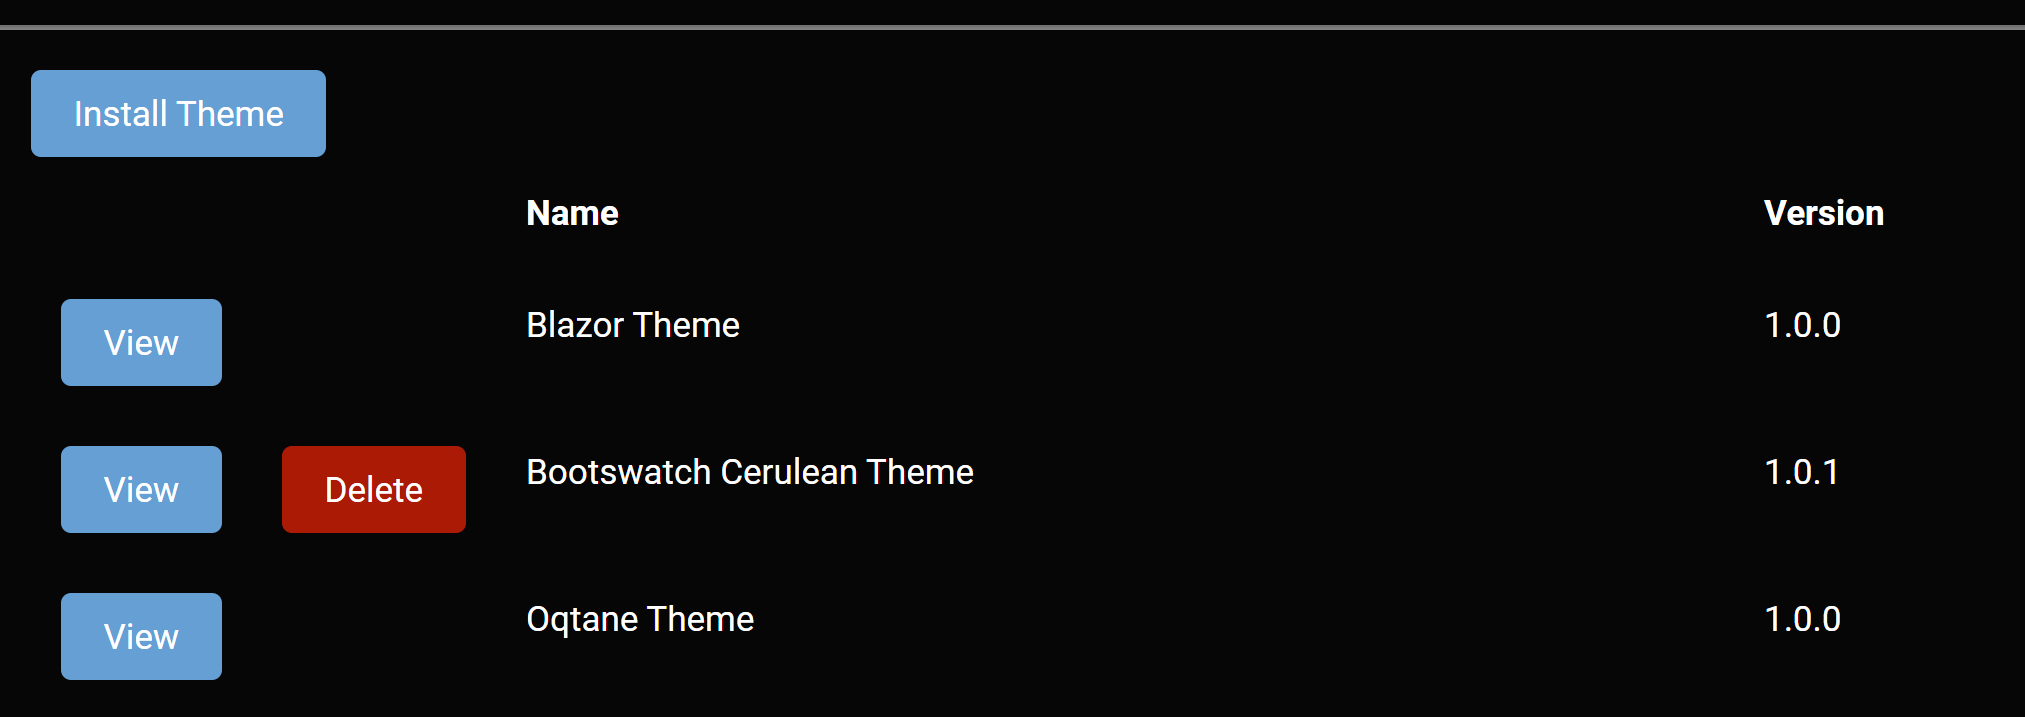 Install Theme
Name Version
View Blazor Theme 1.0.0
View Delete Bootswatch Cerulean Theme 1.0.1
View Oqtane Theme 1.0.0